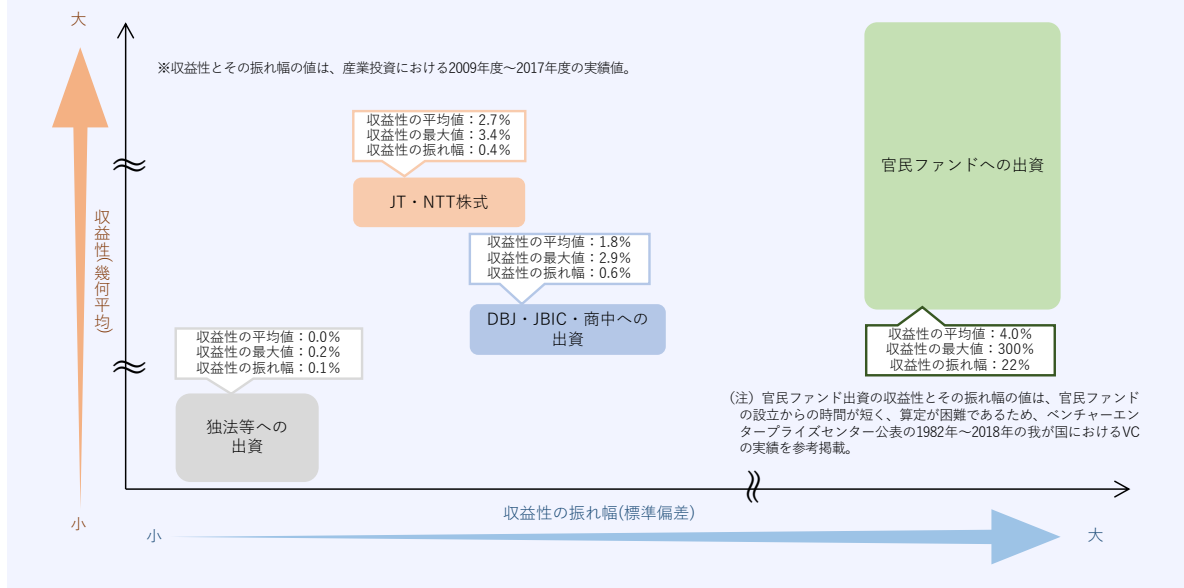 大
※収益性とその振れ幅の値は、産業投資における2009年度～2017年度の実績値。
収益性の平均値：2.7%
収益性の最大値：3.4%
収益性の振れ幅：0.4%
JT・NTT株式
官民ファンドへの出資
収益性(幾何平均)
収益性の平均値：1.8%
収益性の最大値：2.9%
収益性の振れ幅：0.6%
DBJ・JBIC・商中への
出資
収益性の平均値：0.0%
収益性の最大値：0.2%
収益性の振れ幅：0.1%
収益性の平均値：4.0%
収益性の最大値：300%
収益性の振れ幅：22%
独法等への
出資
（注）官民ファンド出資の収益性とその振れ幅の値は、官民ファンド
の設立からの時間が短く、算定が困難であるため、ベンチャーエン
タープライズセンター公表の1982年～2018年の我が国におけるVC
の実績を参考掲載。
小
収益性の振れ幅(標準偏差)
小
大